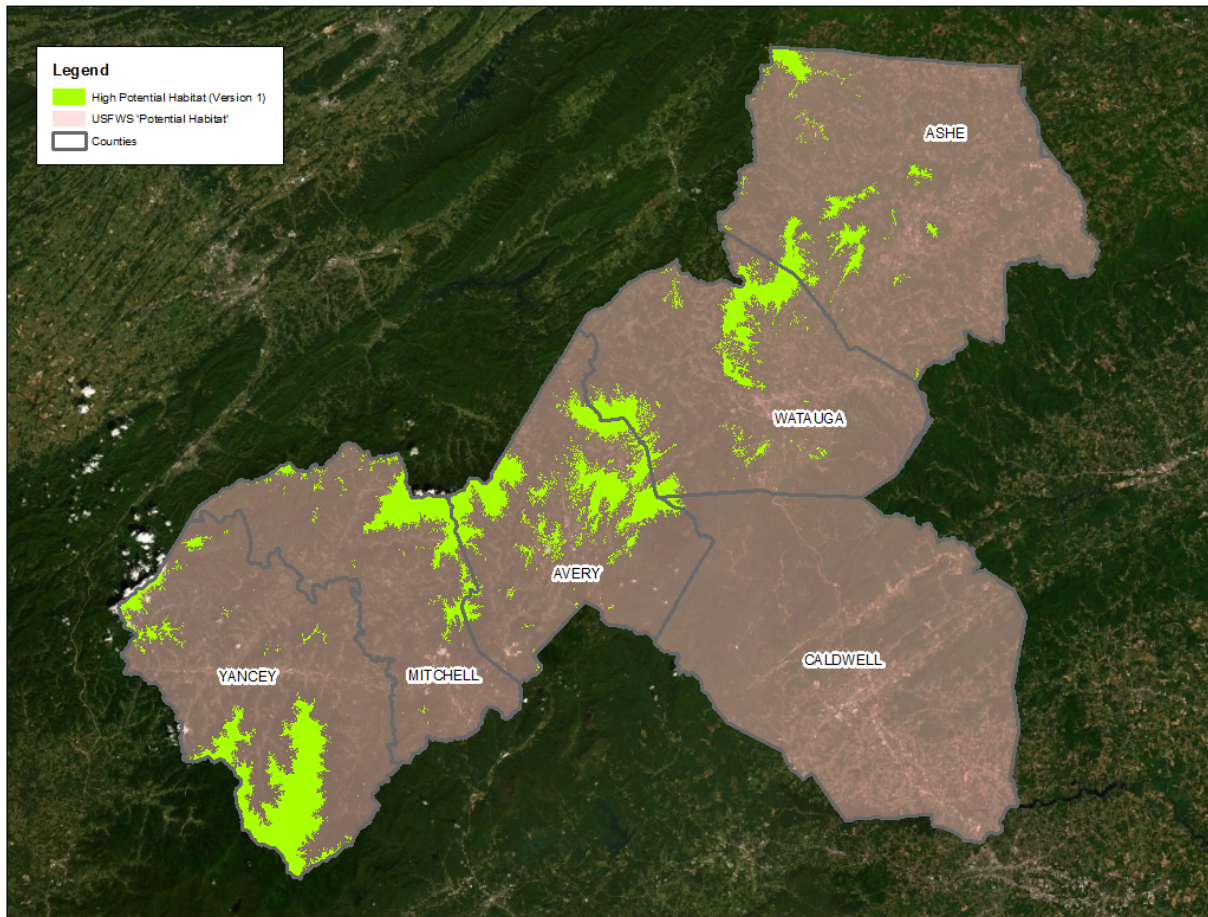 Legend
High Potential Habitat (Version 1)
USFWS 'Potential Habitat'
Counties
ASHE
WATAUGA
AVERY
CALDWELL
YANCEY
MITCHELL